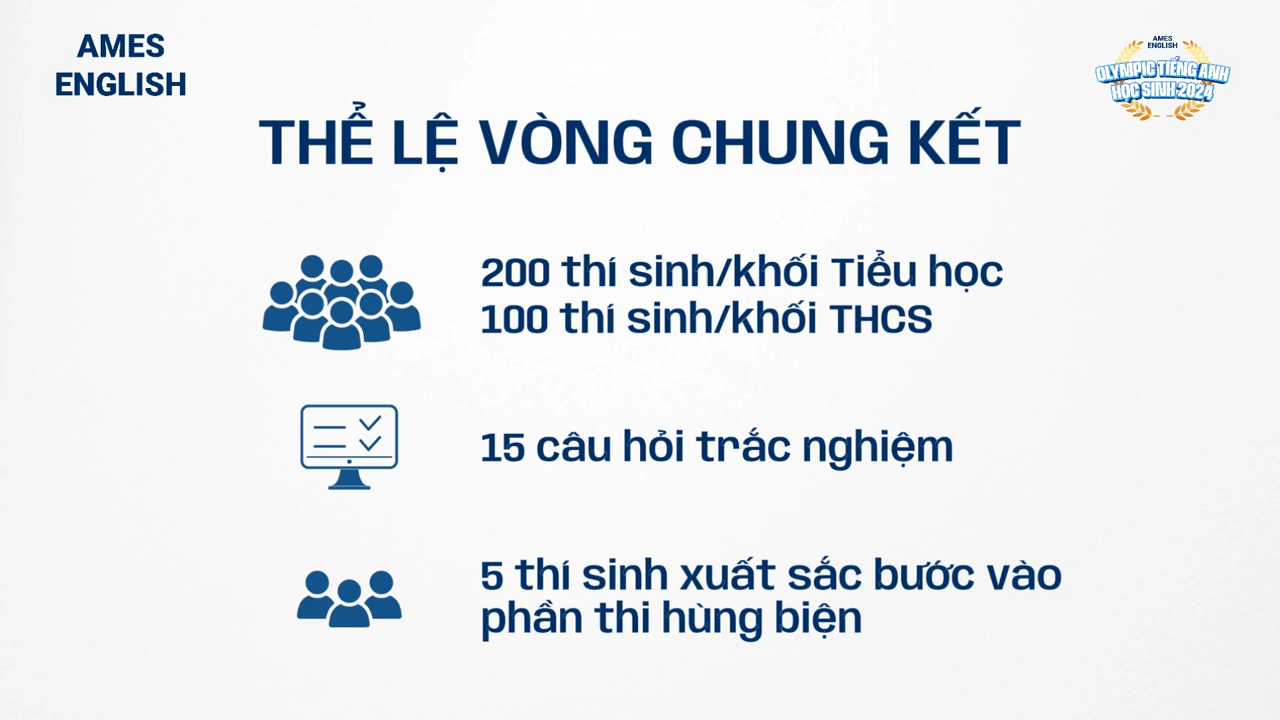 AMES
ENGLISH
AMES
ENGLISH
OLYMPIC TIẾNG ANH
HỌC SINH 2024
THỂ LỆ VÒNG CHUNG KẾT
200 thí sinh/khối Tiểu học
100 thí sinh/khối THCS
15 câu hỏi trắc nghiệm
5 thí sinh xuất sắc bước vào
phần thi hùng biện